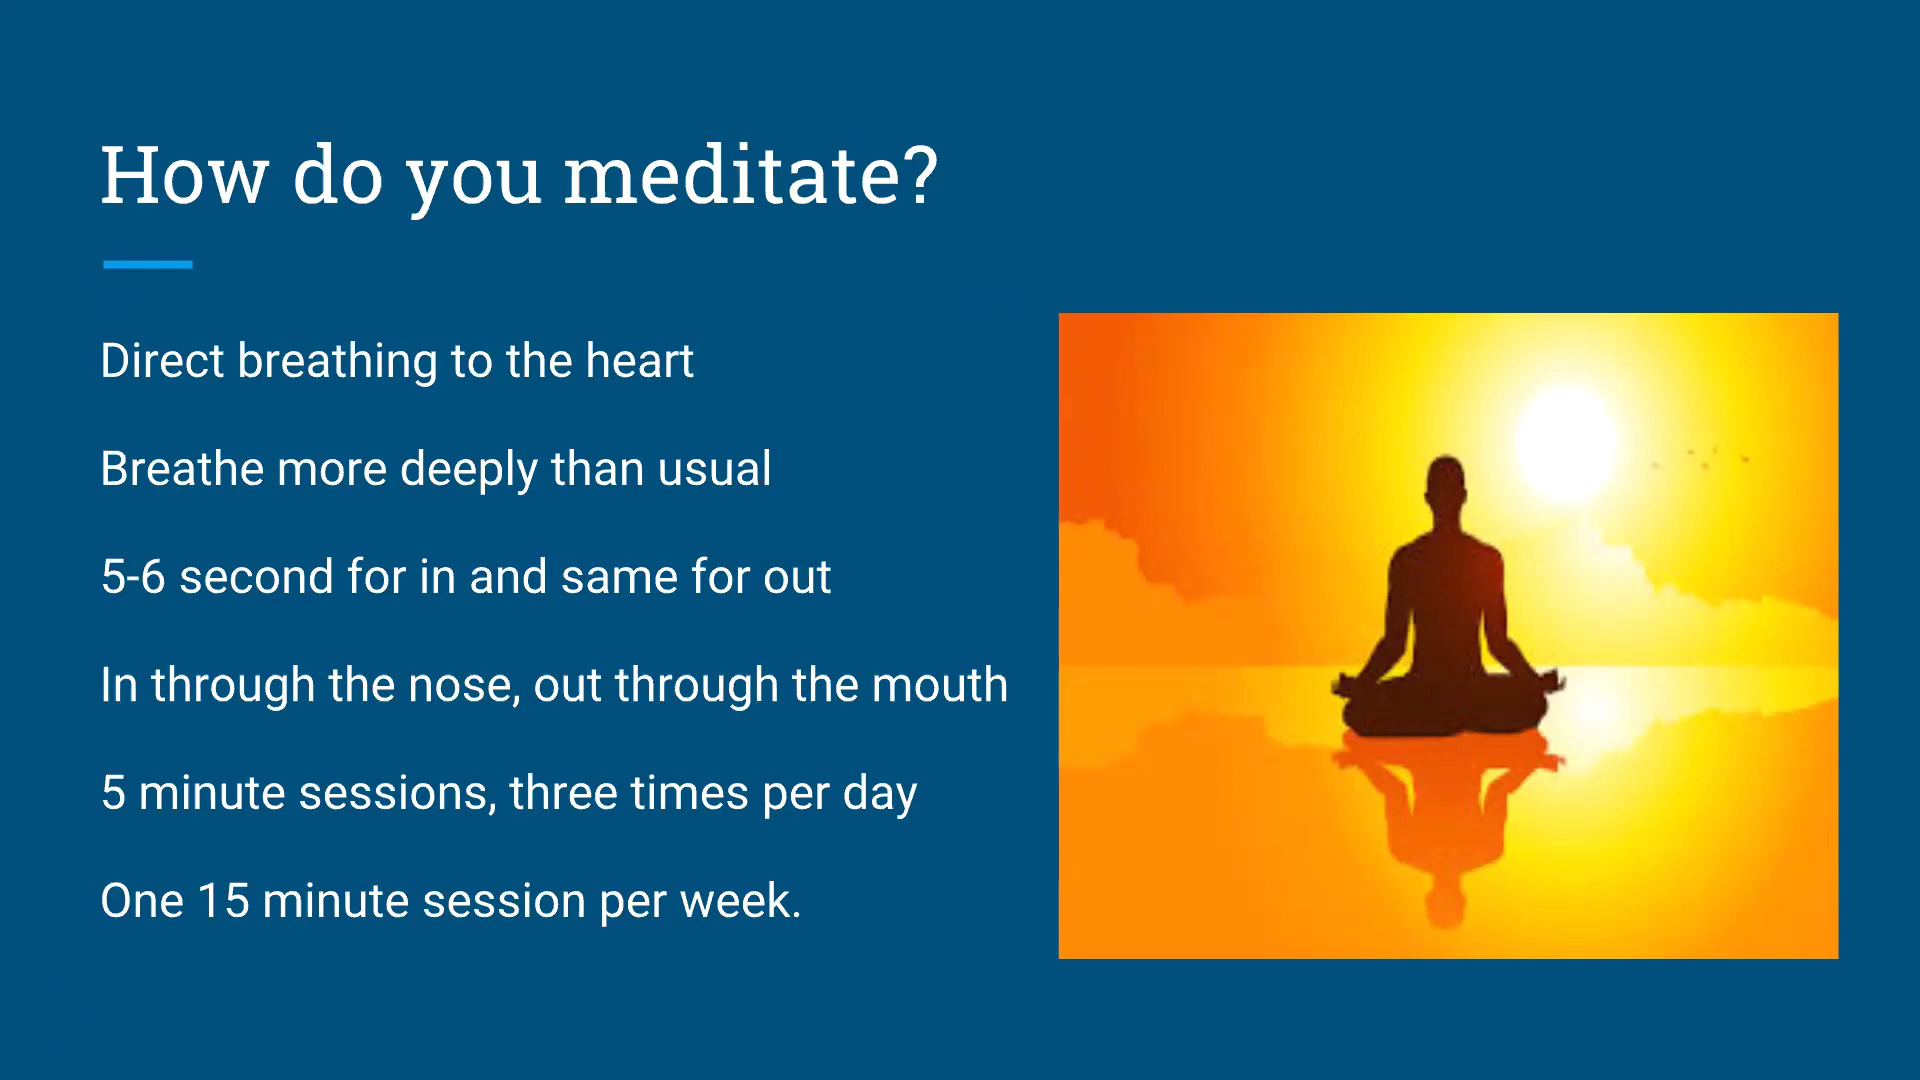 How do you meditate?
Direct breathing to the heart
Breathe more deeply than usual
5-6 second for in and same for out
In through the nose, out through the mouth
5 minute sessions, three times per day
One 15 minute session per week.